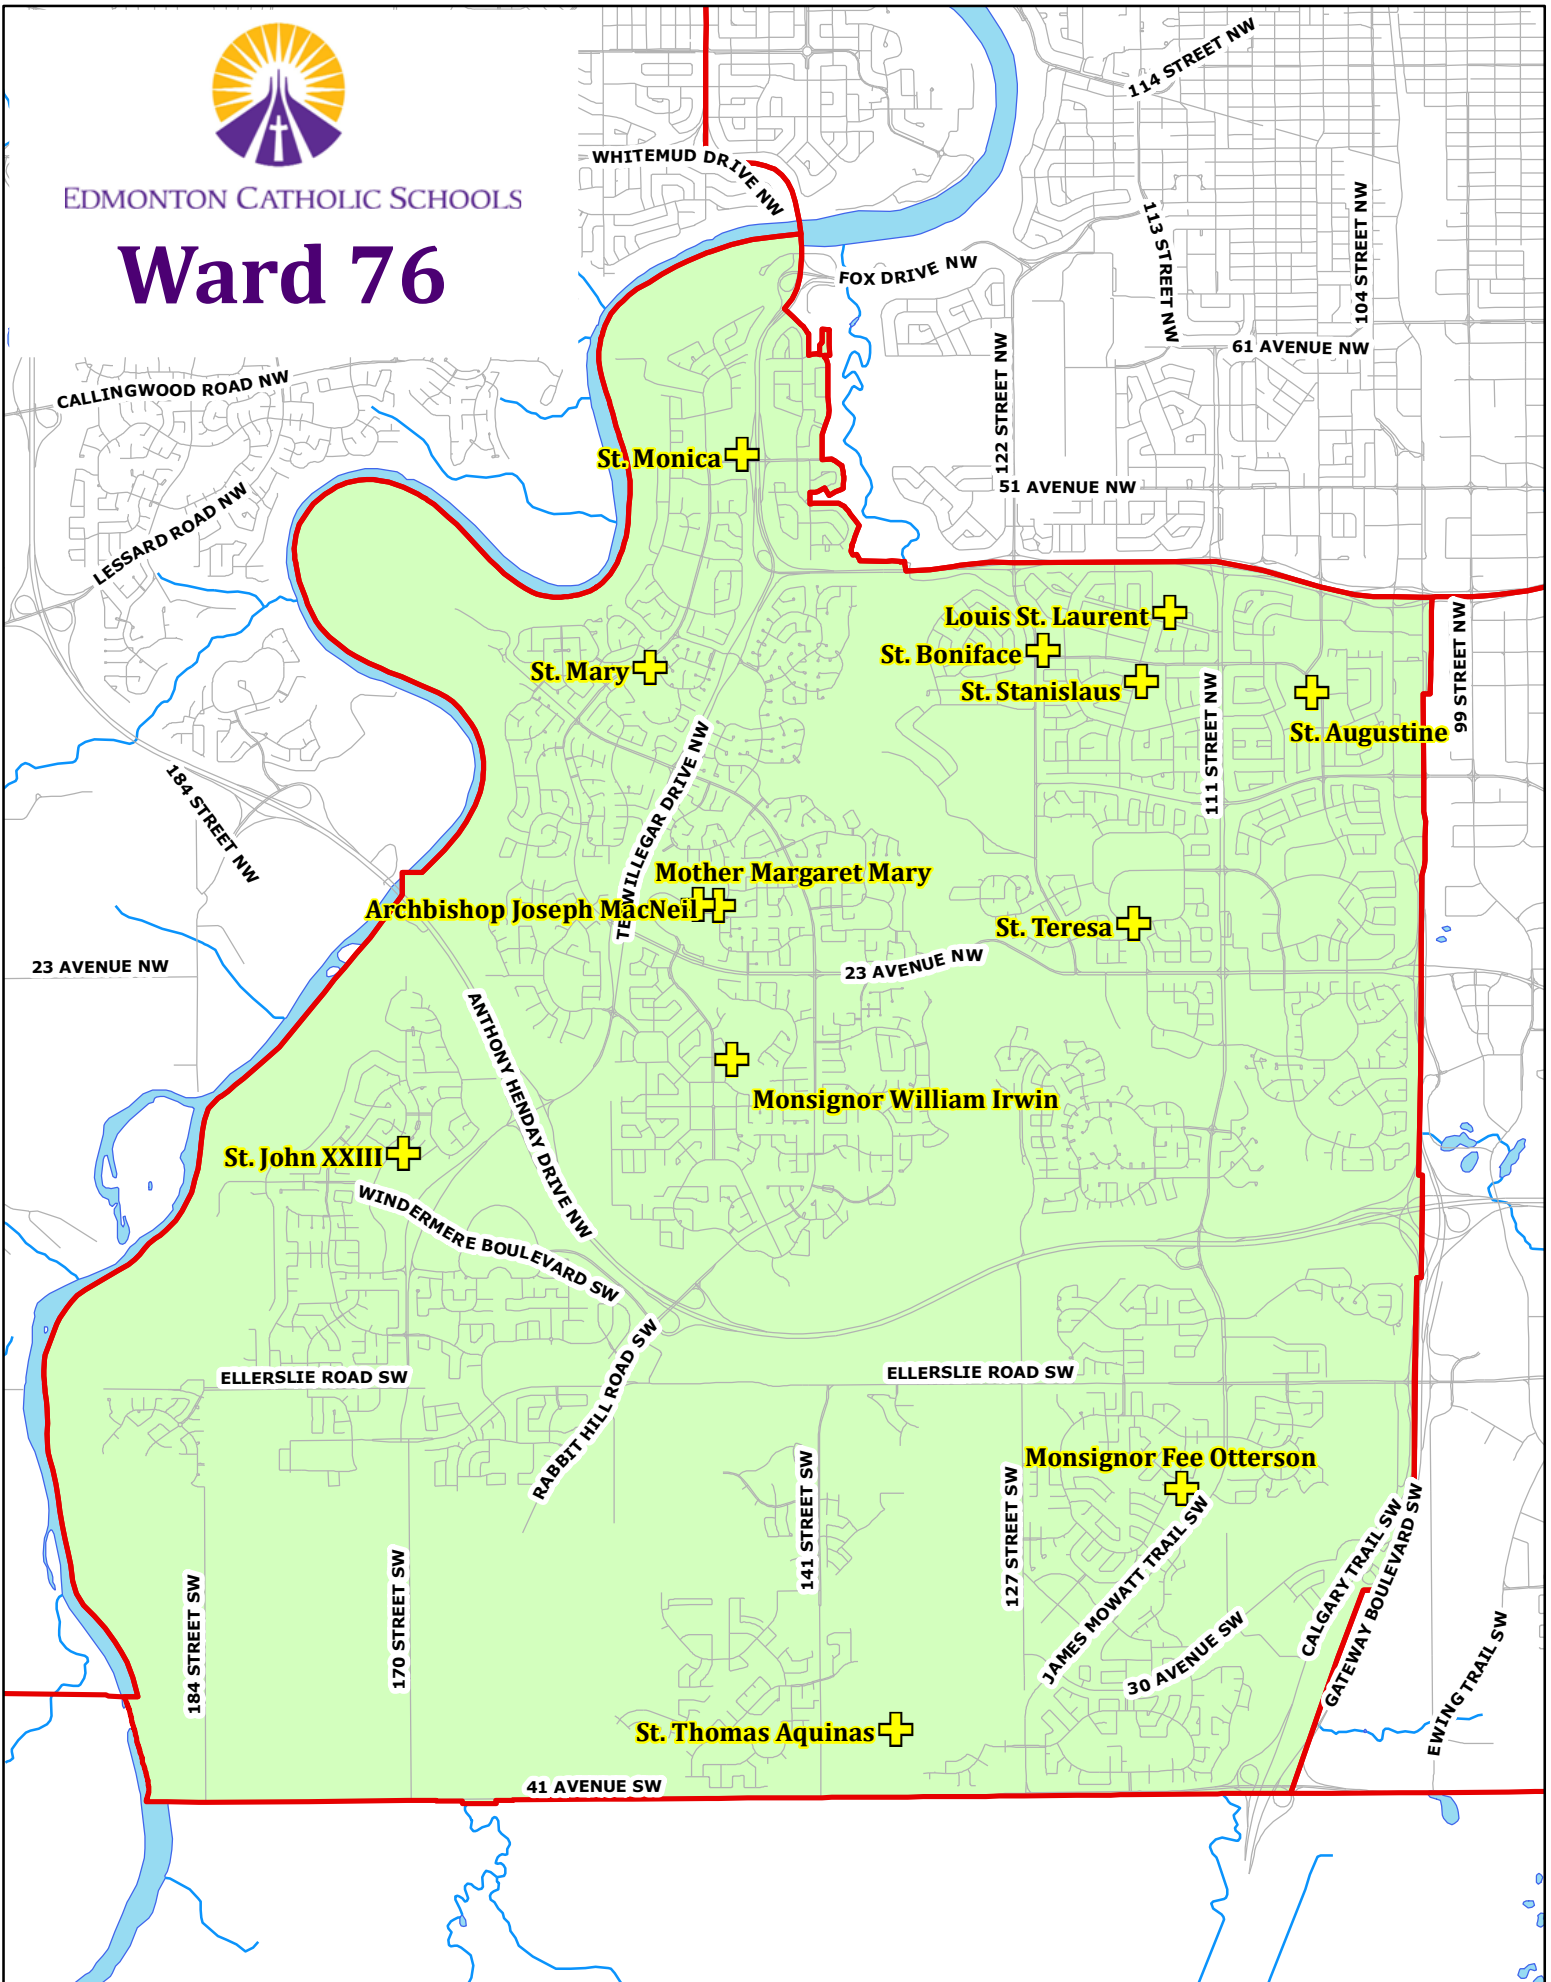 EDMONTON CATHOLIC SCHOOLS
Ward 76
114 STREET NW
WHITEMUD DRIVE NW
113 STREET NW
104 STREET NW
FOX DRIVE NW
61 AVENUE NW
122 STREET NW
CALLINGWOOD ROAD NW
St. Monica
51 AVENUE NW
LESSARD ROAD NW
Louis St. Laurent
St. Boniface
St. Mary
St. Stanislaus
99 STREET NW
St. Augustine
111 STREET NW
184 STREET NW
TERWILLEGAR DRIVE NW
Mother Margaret Mary
Archbishop Joseph MacNeil
St. Teresa
23 AVENUE NW
23 AVENUE NW
ANTHONY HENDAY DRIVE NW
Monsignor William Irwin
St. John XXIII
WINDERMERE BOULEVARD SW
RABBIT HILL ROAD SW
ELLERSLIE ROAD SW
ELLERSLIE ROAD SW
Monsignor Fee Otterson
141 STREET SW
127 STREET SW
JAMES MOWATT TRAIL SW
CALGARY TRAIL SW
GATEWAY BOULEVARD SW
184 STREET SW
170 STREET SW
30 AVENUE SW
EWING TRAIL SW
St. Thomas Aquinas
41 AVENUE SW